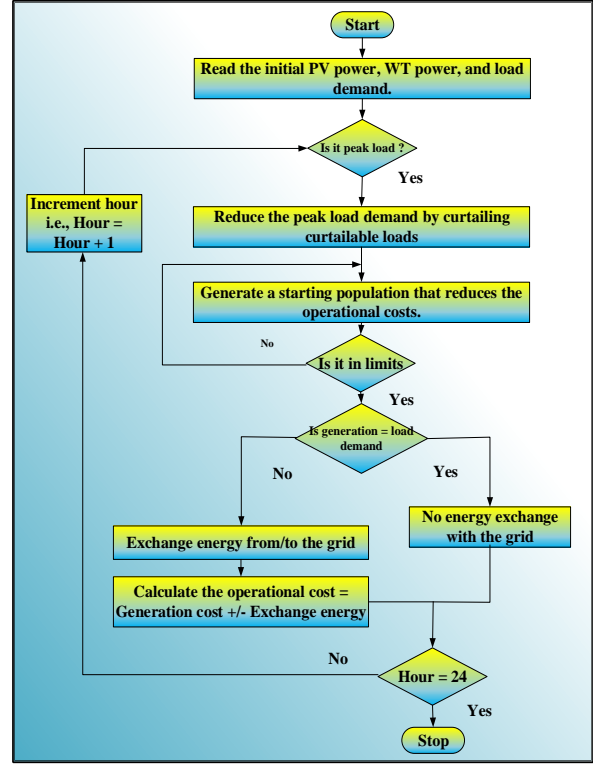 Start
Read the initial PV power, WT power, and load
demand.
Is it peak load ?
Yes
Increment hour
i.e., Hour =
Hour + 1
Reduce the peak load demand by curtailing
curtailable loads
Generate a starting population that reduces the
operational costs.
No
Is it in limits
Yes
Is generation = load
demand
No
Yes
No energy exchange
with the grid
Exchange energy from/to the grid
Calculate the operational cost =
Generation cost +/- Exchange energy
No
Hour = 24
Yes
Stop